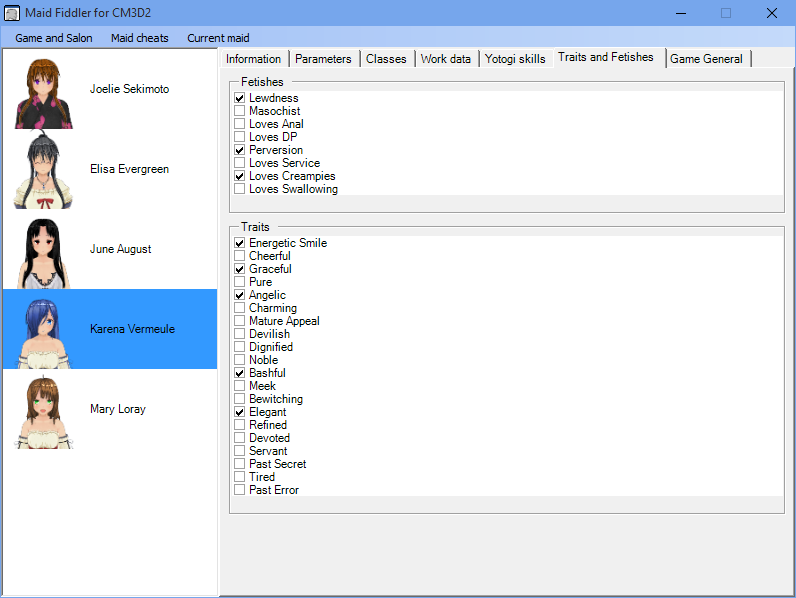 Maid Fiddler for CM3D2
Game and Salon Maid cheats Current maid
Joelie Sekimoto
Elisa Evergreen
June August
Karena Vermeule
Mary Loray
Information Parameters Classes Work data Yotogi skills Traits and Fetishes Game General
Fetishes
Lewdness
Masochist
Loves Anal
Loves DP
Perversion
Loves Service
Loves Creampies
Loves Swallowing
Traits
Energetic Smile
Cheerful
Graceful
Pure
Angelic
Charming
Mature Appeal
Devilish
Dignified
Noble
Bashful
Meek
Bewitching
Elegant
Refined
Devoted
Servant
Past Secret
Tired
Past Error